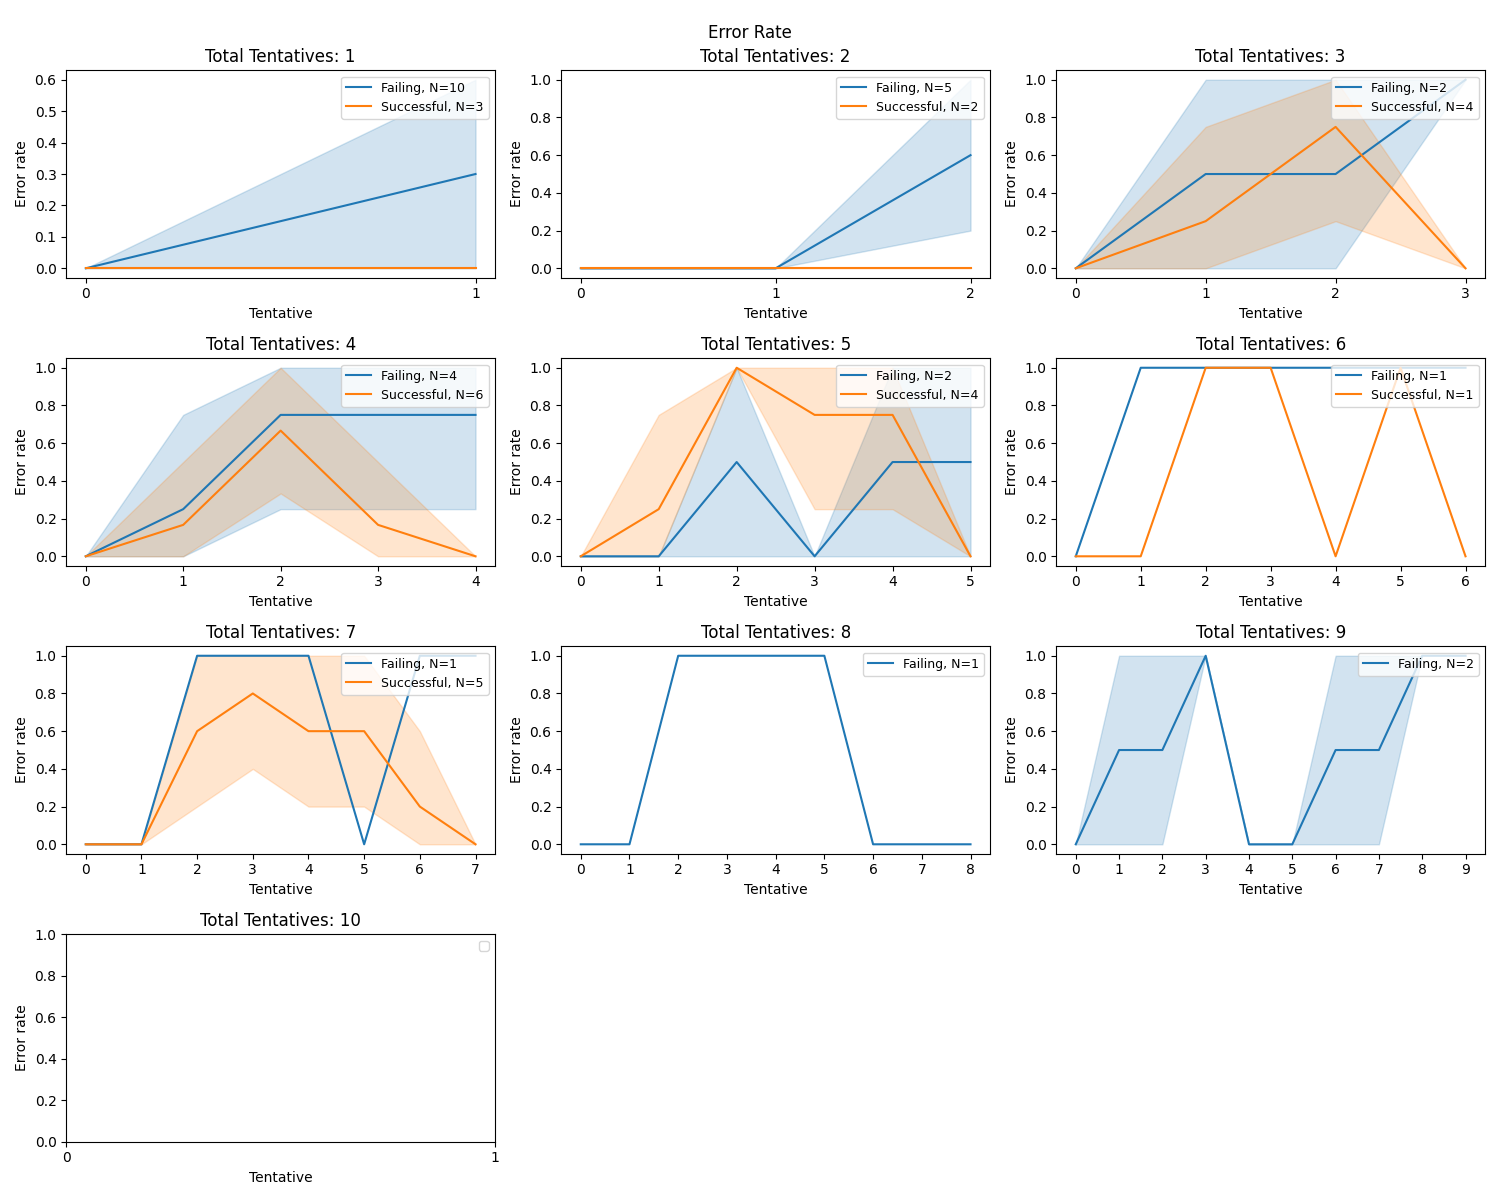 Error Rate
Total Tentatives: 1
Error rate
0.6
0.5
0.4
0.3
0.2
0.1
0.0
Failing, N=10
Successful, N=3
0 1
Tentative
Total Tentatives: 2
Error rate
1.0
0.8
0.6
0.4
0.2
0.0
Failing, N=5
Successful, N=2
0 1 2
Tentative
Total Tentatives: 3
Error rate
1.0
0.8
0.6
0.4
0.2
0.0
Failing, N=2
Successful, N=4
0 1 2 3
Tentative
Total Tentatives: 4
Error rate
1.0
0.8
0.6
0.4
0.2
0.0
Failing, N=4
Successful, N=6
0 1 2 3 4
Tentative
Total Tentatives: 5
Error rate
1.0
0.8
0.6
0.4
0.2
0.0
Failing, N=2
Successful, N=4
0 1 2 3 4 5
Tentative
Total Tentatives: 6
Error rate
1.0
0.8
0.6
0.4
0.2
0.0
Failing, N=1
Successful, N=1
0 1 2 3 4 5 6
Tentative
Total Tentatives: 7
Error rate
1.0
0.8
0.6
0.4
0.2
0.0
Failing, N=1
Successful, N=5
0 1 2 3 4 5 6 7
Tentative
Total Tentatives: 8
Error rate
1.0
0.8
0.6
0.4
0.2
0.0
Failing, N=1
0 1 2 3 4 5 6 7 8
Tentative
Total Tentatives: 9
Error rate
1.0
0.8
0.6
0.4
0.2
0.0
Failing, N=2
0 1 2 3 4 5 6 7 8 9
Tentative
Total Tentatives: 10
Error rate
1.0
0.8
0.6
0.4
0.2
0.0
0 1
Tentative